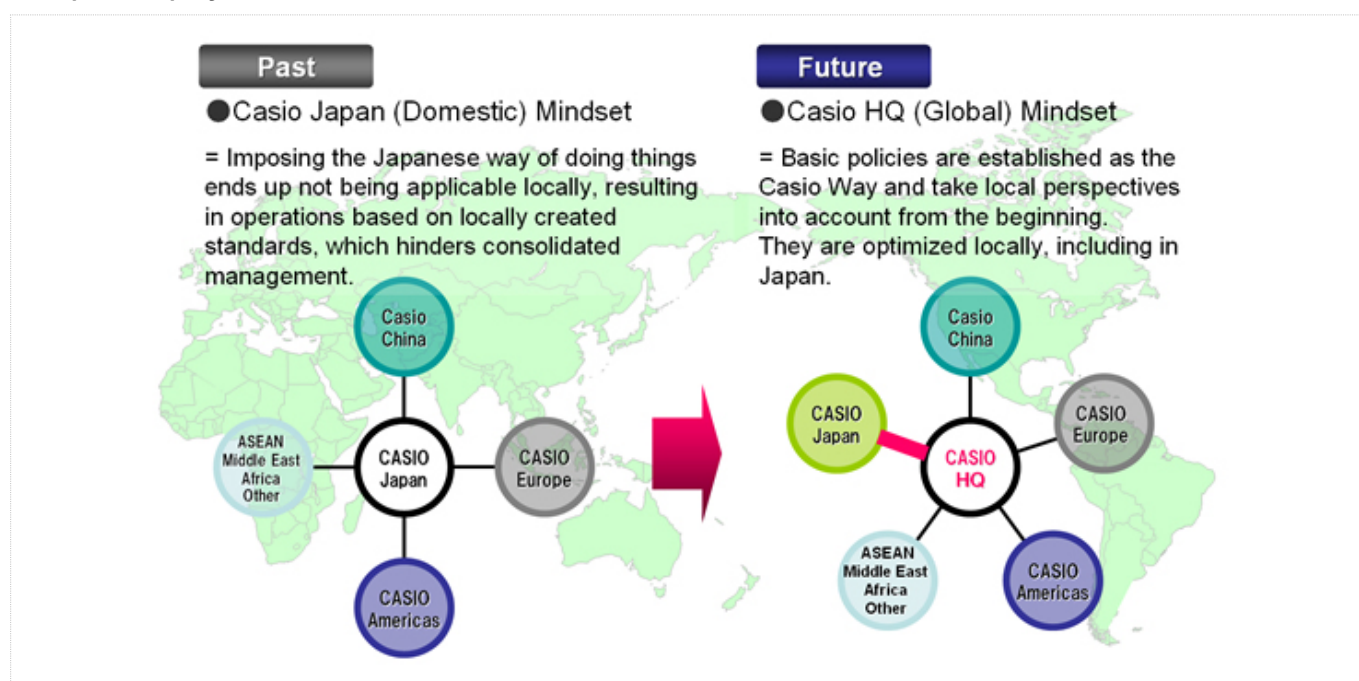 Past
●Casio Japan (Domestic) Mindset
= Imposing the Japanese way of doing things
ends up not being applicable locally, resulting
in operations based on locally created
standards, which hinders consolidated
management.
Casio
China
ASEAN
Middle East
Africa
Other
CASIO
Japan
CASIO
Europe
CASIO
Americas
Future
●Casio HQ (Global) Mindset
= Basic policies are established as the
Casio Way and take local perspectives
into account from the beginning.
They are optimized locally, including in
Japan.
Casio
China
CASIO
Japan
CASIO
Europe
CASIO
HQ
ASEAN
Middle East
Africa
Other
CASIO
Americas